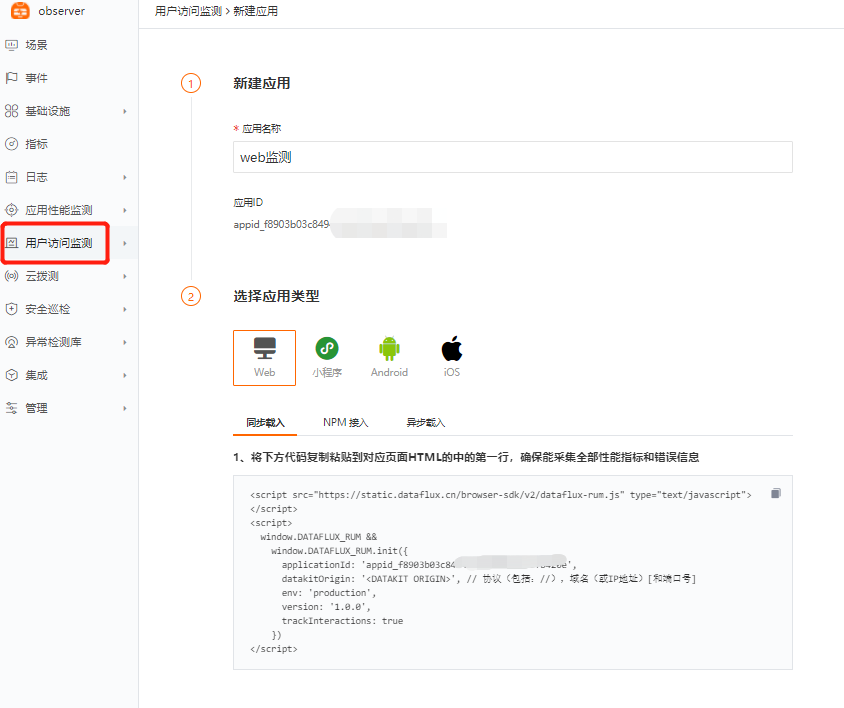 observer
用户访问监测 > 新建应用
场景
事件
基础设施
指标
日志
应用性能监测
用户访问监测
云拨测
安全巡检
异常检测库
集成
管理
1
新建应用
* 应用名称
web监测
应用ID
appid_f8903b03c849
2
选择应用类型
Web
小程序
Android
iOS
同步载入
NPM 接入
异步载入
1、将下方代码复制粘贴到对应页面HTML的中的第一行，确保能采集全部性能指标和错误信息
<script src="https://static.dataflux.cn/browser-sdk/v2/dataflux-rum.js" type="text/javascript">
</script>
<script>
window.DATAFLUX_RUM &&
window.DATAFLUX_RUM.init({
applicationId: 'appid_f8903b03c84
datakitOrigin: '<DATAKIT ORIGIN>', // 协议（包括：//），域名（或IP地址）[和端口号]
env: 'production',
version: '1.0.0',
trackInteractions: true
})
</script>